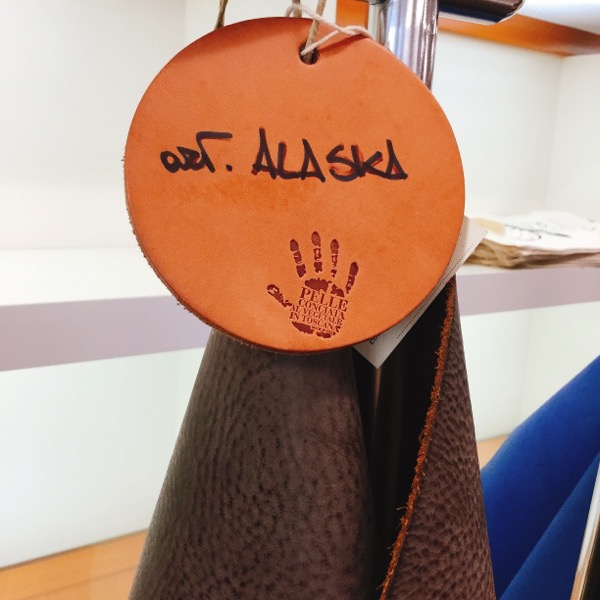 art. ALASKA
PELLE
CONCIATA
AL VEGETALE
IN TOSCANA